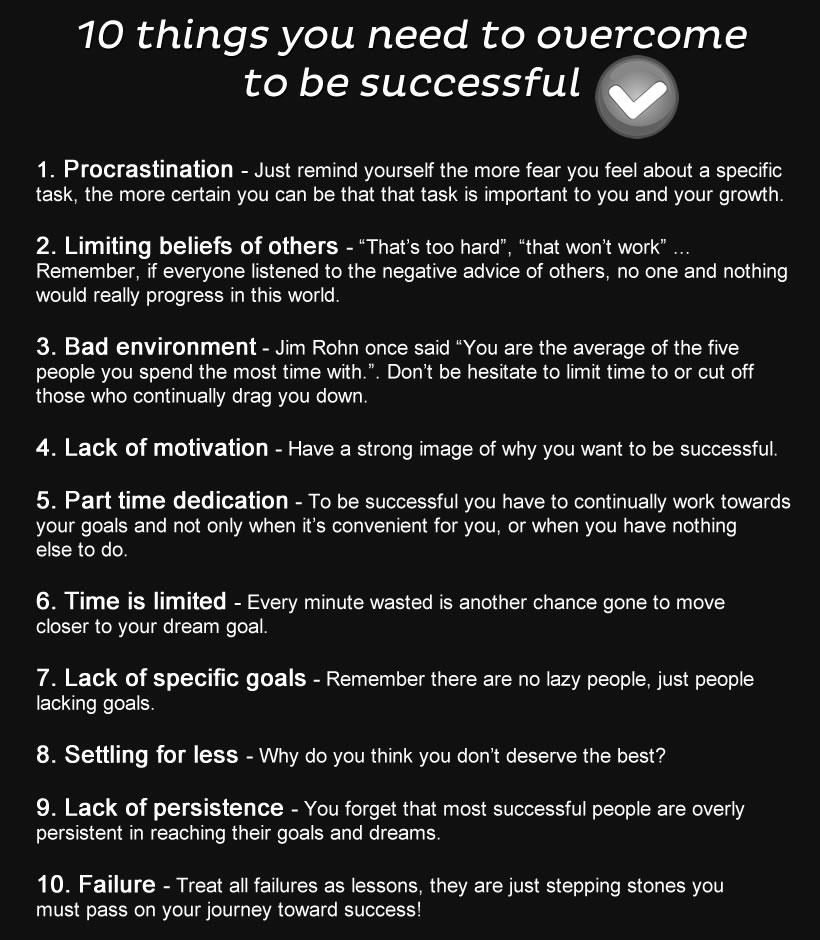 10 things you need to overcome
to be successful
1. Procrastination - Just remind yourself the more fear you feel about a specific
task, the more certain you can be that that task is important to you and your growth.
2. Limiting beliefs of others - “That’s too hard”, “that won’t work” ...
Remember, if everyone listened to the negative advice of others, no one and nothing
would really progress in this world.
3. Bad environment - Jim Rohn once said “You are the average of the five
people you spend the most time with.”. Don’t be hesitate to limit time to or cut off
those who continually drag you down.
4. Lack of motivation - Have a strong image of why you want to be successful.
5. Part time dedication - To be successful you have to continually work towards
your goals and not only when it’s convenient for you, or when you have nothing
else to do.
6. Time is limited - Every minute wasted is another chance gone to move
closer to your dream goal.
7. Lack of specific goals - Remember there are no lazy people, just people
lacking goals.
8. Settling for less - Why do you think you don’t deserve the best?
9. Lack of persistence - You forget that most successful people are overly
persistent in reaching their goals and dreams.
10. Failure - Treat all failures as lessons, they are just stepping stones you
must pass on your journey toward success!